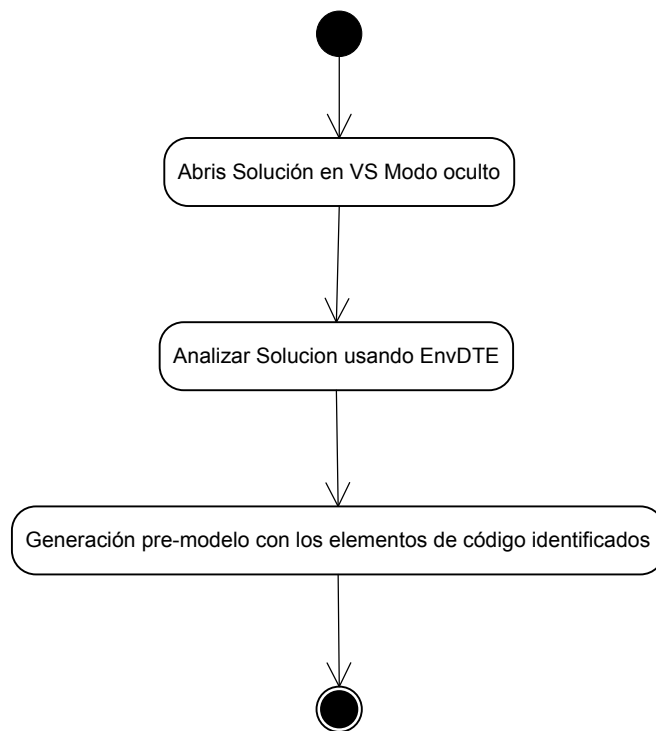 Abris Solución en VS Modo oculto
Analizar Solucion usando EnvDTE
Generación pre-modelo con los elementos de código identificados